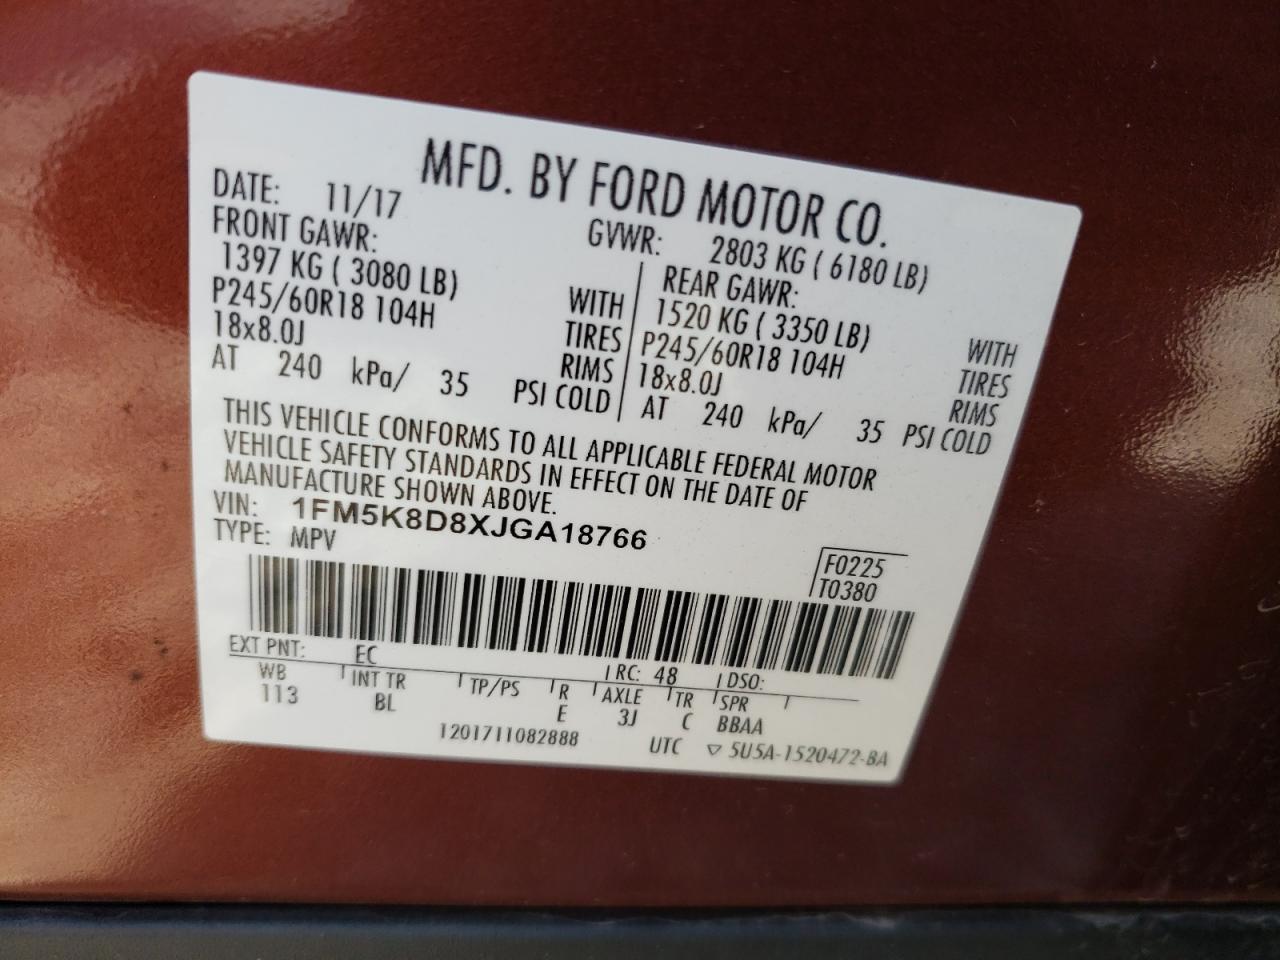 MFD. BY FORD MOTOR CO.
DATE: 11/17 GVWR: 2803 KG ( 6180 LB)
FRONT GAWR: REAR GAWR:
1397 KG ( 3080 LB) WITH 1520 KG ( 3350 LB) WITH
P245/60R18 104H TIRES P245/60R18 104H TIRES
18x8.0J RIMS 18x8.0J RIMS
AT 240 kPa/ 35 PSI COLD AT 240 kPa/ 35 PSI COLD
THIS VEHICLE CONFORMS TO ALL APPLICABLE FEDERAL MOTOR
VEHICLE SAFETY STANDARDS IN EFFECT ON THE DATE OF
MANUFACTURE SHOWN ABOVE.
VIN: 1FM5K8D8XJGA18766
TYPE: MPV
F0225
T0380
EXT PNT: EC RC: 48 DSO:
WB INT TR TP/PS R AXLE TR SPR
113 BL E 3J C BBAA
1201711082888 UTC ▽ 5U5A-1520472-BA